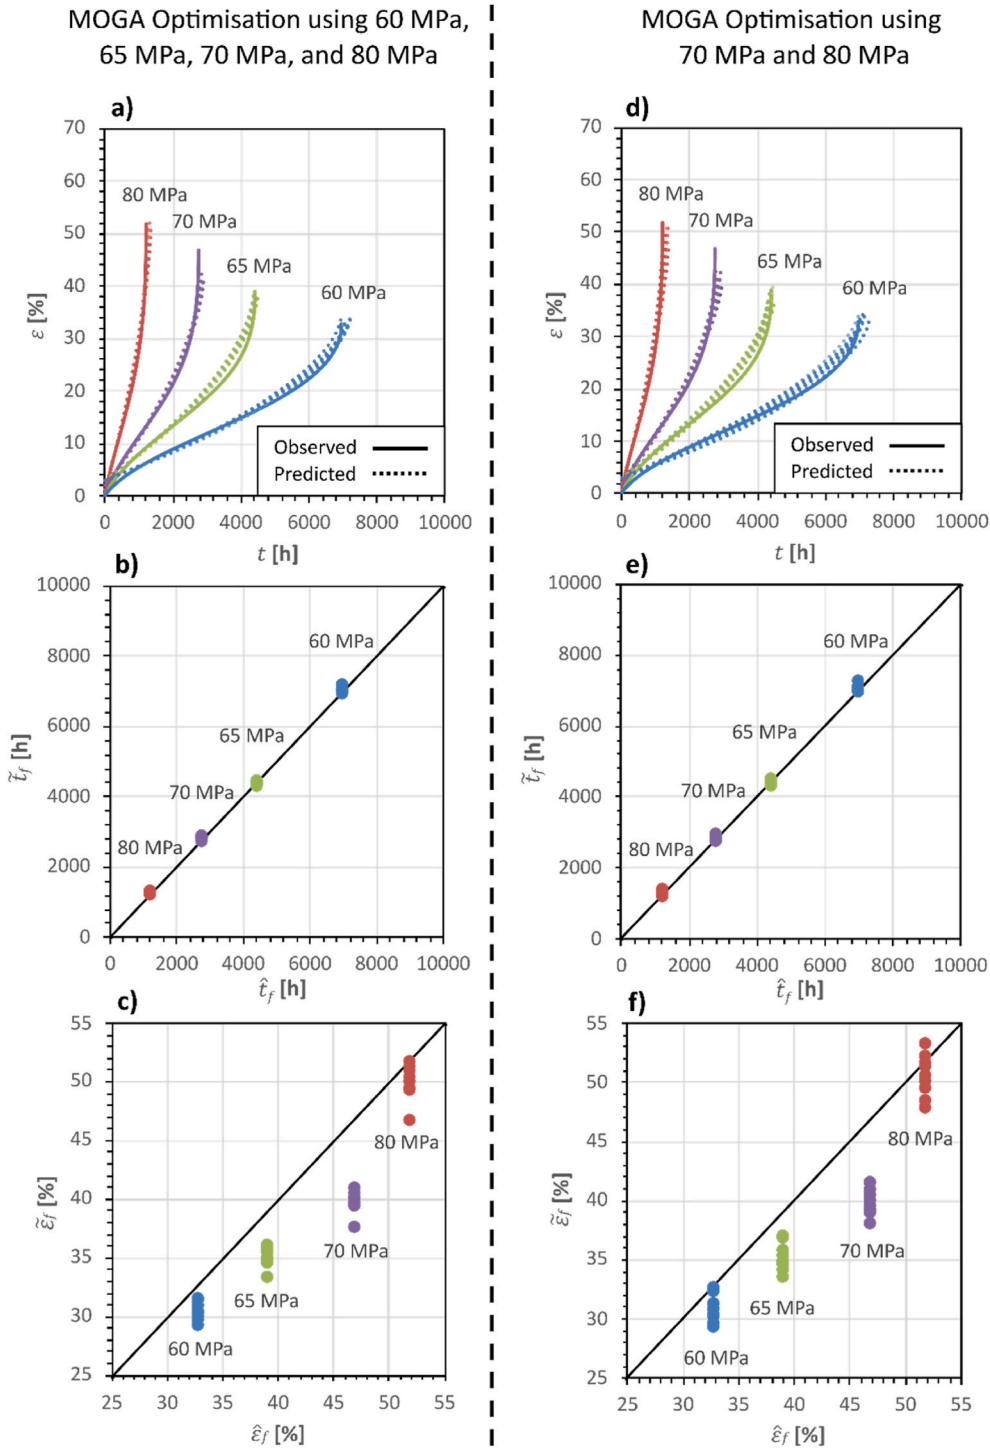 MOGA Optimisation using 60 MPa,
65 MPa, 70 MPa, and 80 MPa
a)
70
60
50
40
30
20
10
0
ε [%]
80 MPa
70 MPa
65 MPa
60 MPa
Observed
Predicted
0 2000 4000 6000 8000 10000
t [h]
b)
10000
8000
6000
4000
2000
0
t̃f [h]
60 MPa
65 MPa
70 MPa
80 MPa
0 2000 4000 6000 8000 10000
t̂f [h]
c)
55
50
45
40
35
30
25
ε̃f [%]
80 MPa
70 MPa
65 MPa
60 MPa
25 30 35 40 45 50 55
ε̂f [%]
MOGA Optimisation using
70 MPa and 80 MPa
d)
70
60
50
40
30
20
10
0
ε [%]
80 MPa
70 MPa
65 MPa
60 MPa
Observed
Predicted
0 2000 4000 6000 8000 10000
t [h]
e)
10000
8000
6000
4000
2000
0
t̃f [h]
60 MPa
65 MPa
70 MPa
80 MPa
0 2000 4000 6000 8000 10000
t̂f [h]
f)
55
50
45
40
35
30
25
ε̃f [%]
80 MPa
70 MPa
65 MPa
60 MPa
25 30 35 40 45 50 55
ε̂f [%]